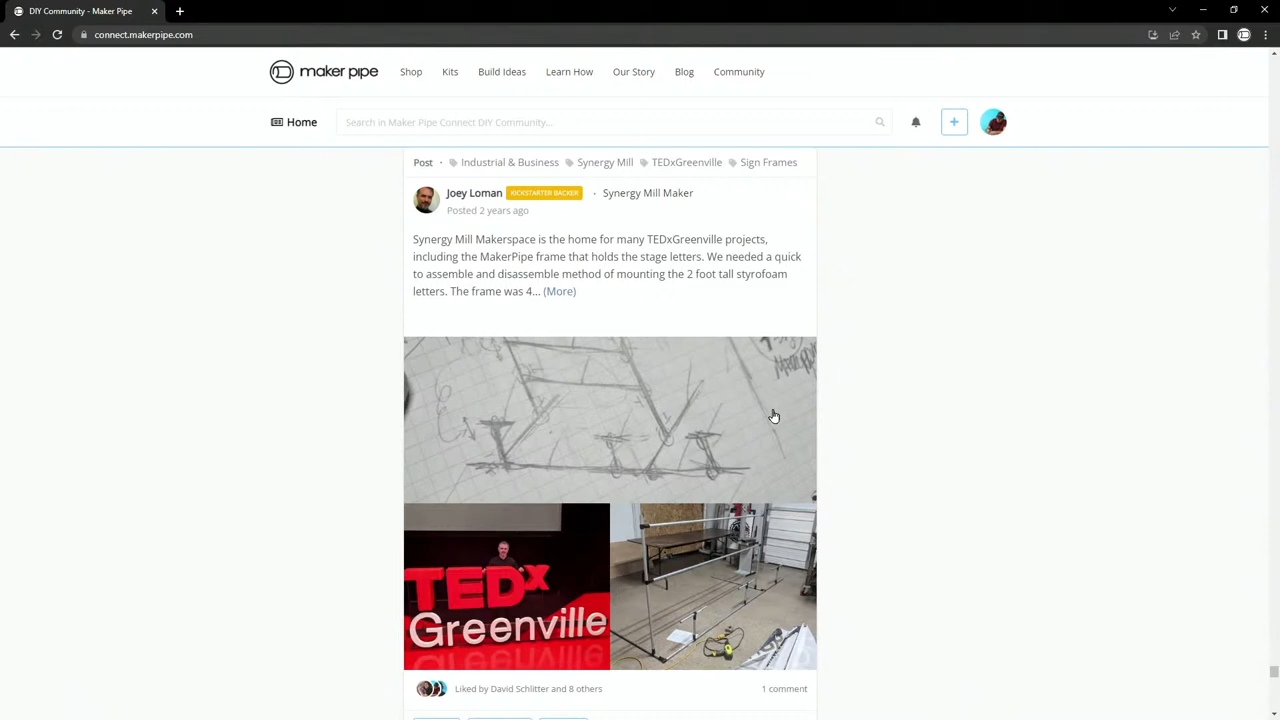 DIY Community - Maker Pipe
connect.makerpipe.com
maker pipe
Shop Kits Build Ideas Learn How Our Story Blog Community
Home
Search in Maker Pipe Connect DIY Community...
Post · Industrial & Business Synergy Mill TEDxGreenville Sign Frames
Joey Loman KICKSTARTER BACKER · Synergy Mill Maker
Posted 2 years ago
Synergy Mill Makerspace is the home for many TEDxGreenville projects,
including the MakerPipe frame that holds the stage letters. We needed a quick
to assemble and disassemble method of mounting the 2 foot tall styrofoam
letters. The frame was 4... (More)
TEDx
Greenville
Liked by David Schlitter and 8 others
1 comment